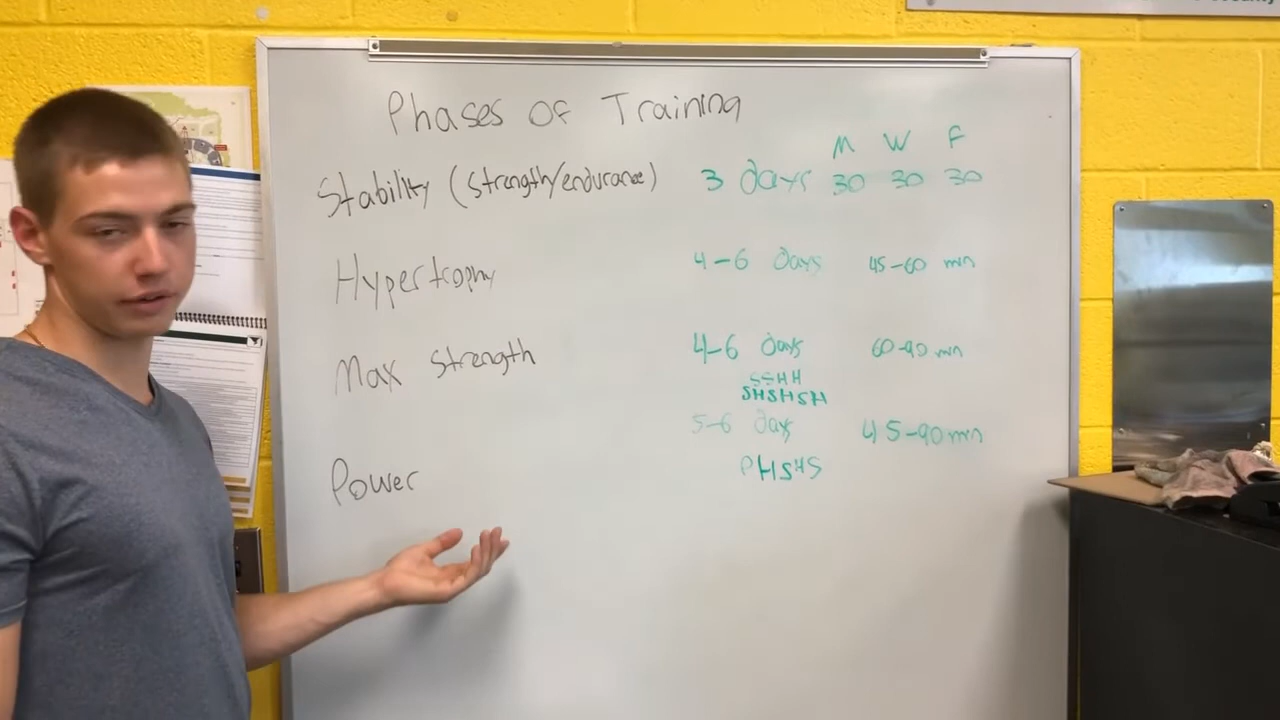 Phases of Training
M W F
Stability (strength/endurance) 3 days 30 30 30
Hypertrophy 4-6 days 45-60 min
Max Strength 4-6 days 60-90 min
SSHH
SHSHSH
5-6 days 45-90 min
Power PHSHS